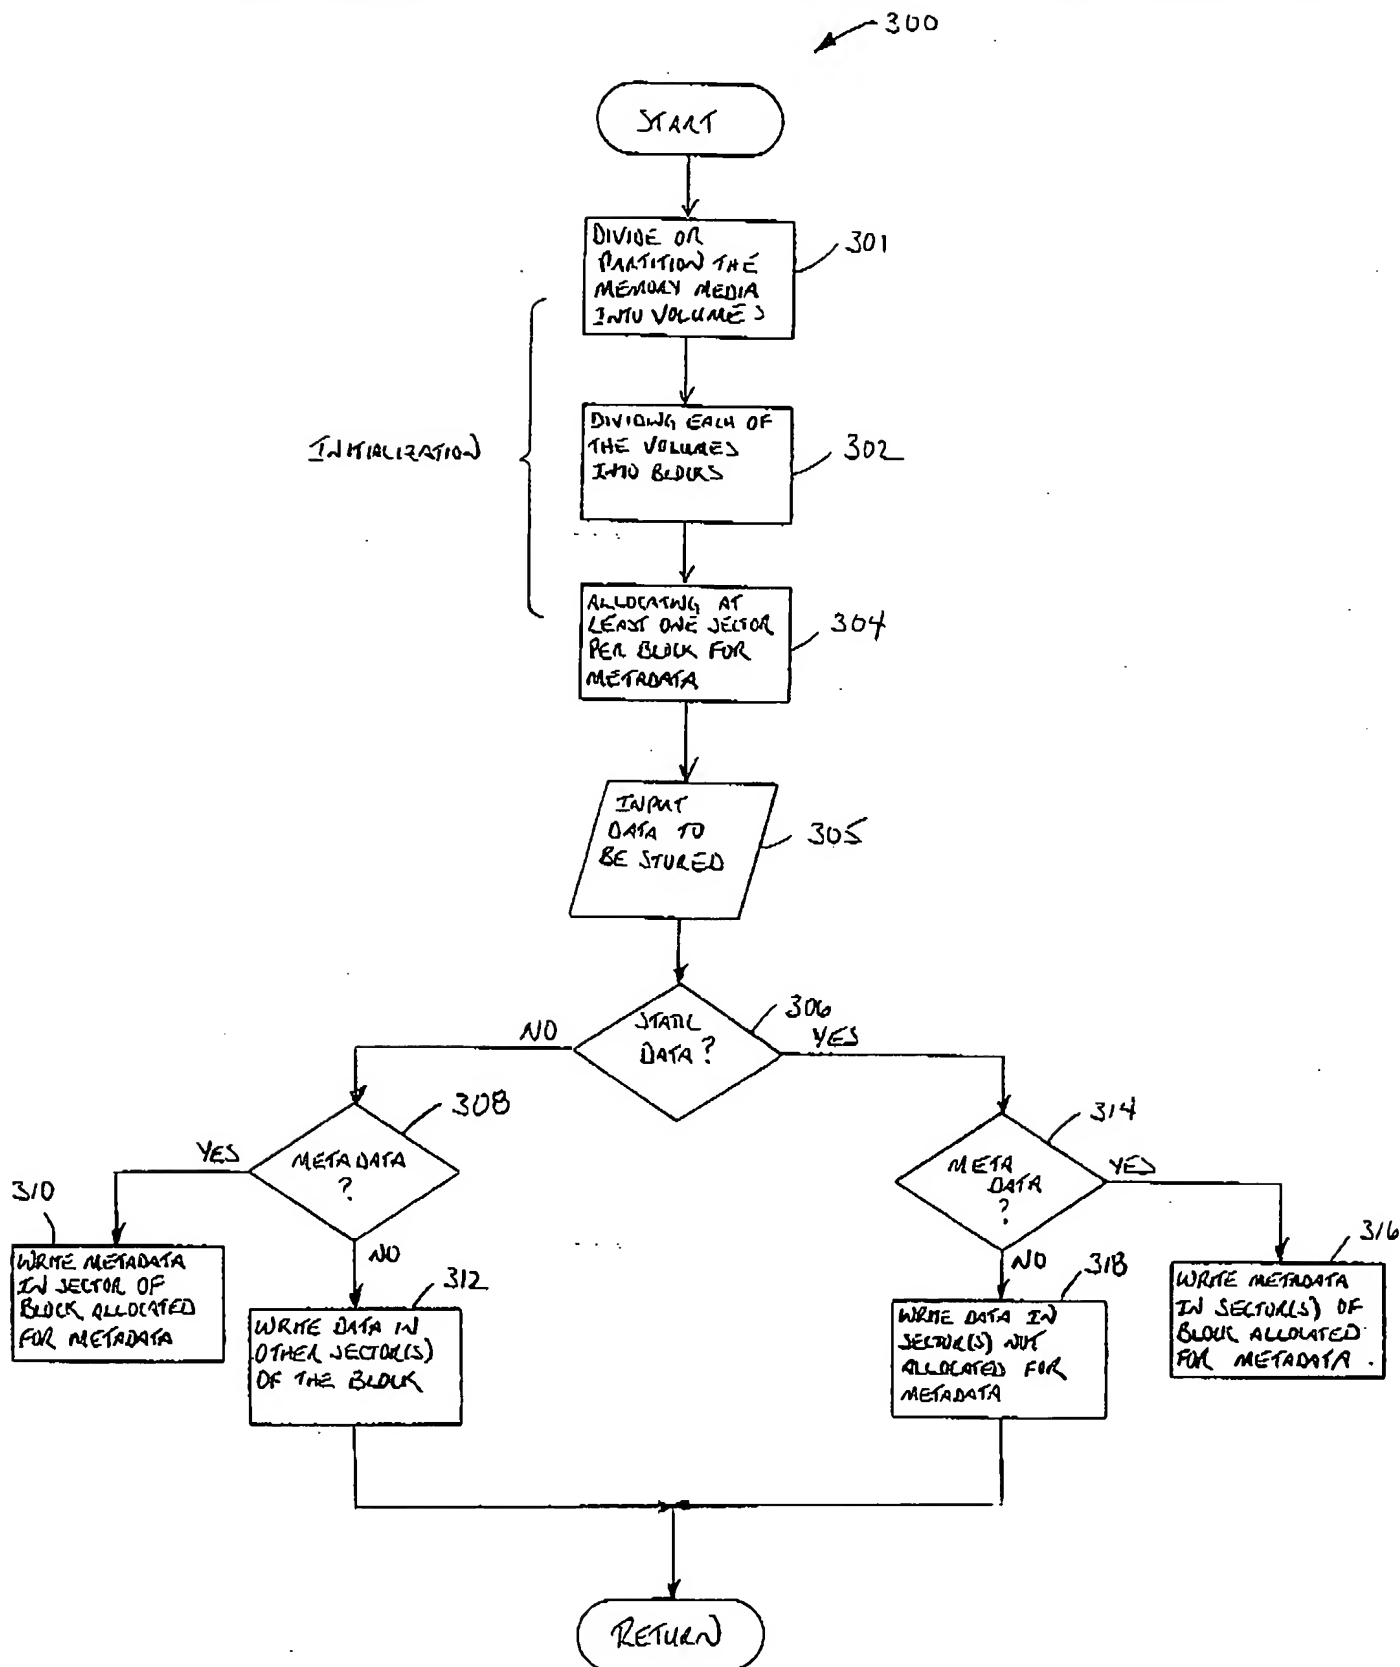 300
START
DIVIDE OR
PARTITION THE
MEMORY MEDIA
INTO VOLUMES
301
INITIALIZATION
DIVIDING EACH OF
THE VOLUMES
INTO BLOCKS
302
ALLOCATING AT
LEAST ONE SECTOR
PER BLOCK FOR
METADATA
304
INPUT
DATA TO
BE STORED
305
STATIC
DATA?
306
NO
YES
METADATA
?
308
YES
NO
META
DATA
?
314
YES
NO
310
WRITE METADATA
IN SECTOR OF
BLOCK ALLOCATED
FOR METADATA
312
WRITE DATA IN
OTHER SECTOR(S)
OF THE BLOCK
318
WRITE DATA IN
SECTOR(S) NOT
ALLOCATED FOR
METADATA
316
WRITE METADATA
IN SECTOR(S) OF
BLOCK ALLOCATED
FOR METADATA.
RETURN